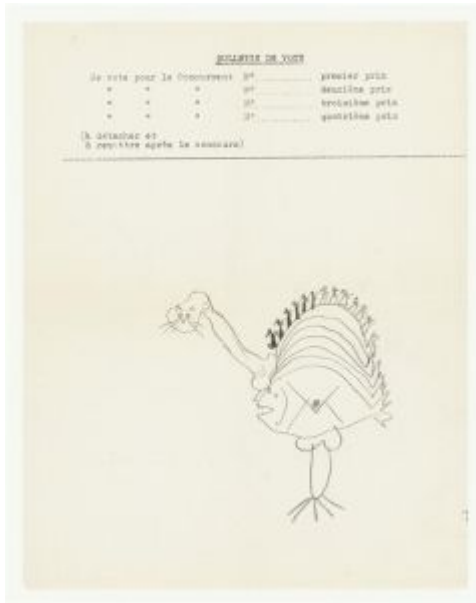 BULLETIN DE VOTE
Je vote pour le Concurrent N° .......... premier prix
" " " N° .......... deuxième prix
" " " N° .......... troisième prix
" " " N° .......... quatrième prix
(à détacher et
à remettre après le concours)